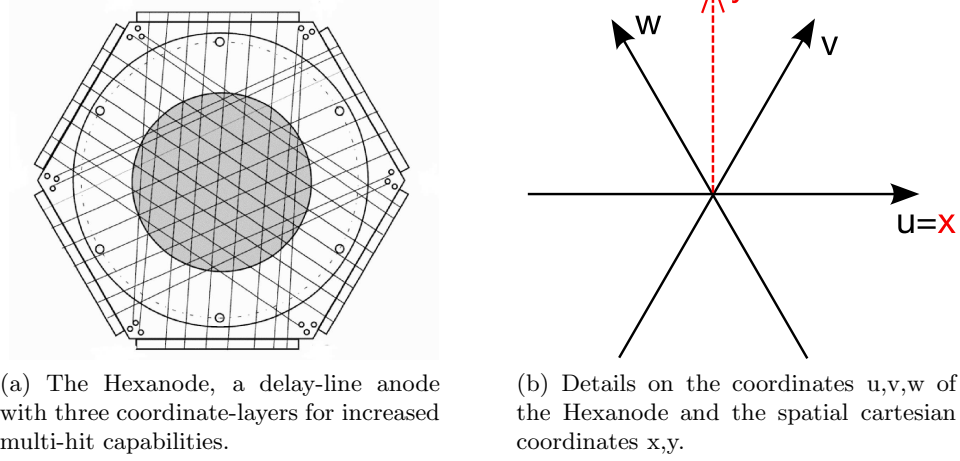 w
v
u=x
(a) The Hexanode, a delay-line anode
with three coordinate-layers for increased
multi-hit capabilities.
(b) Details on the coordinates u,v,w of
the Hexanode and the spatial cartesian
coordinates x,y.